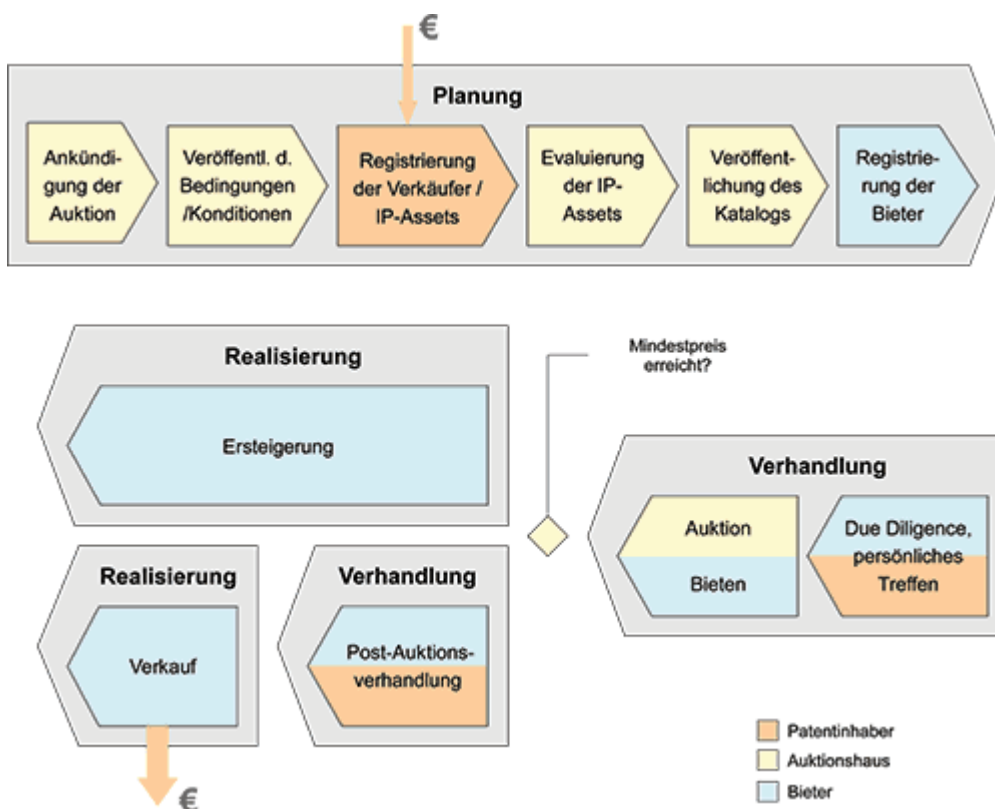 €
Planung
Ankündi-
gung der
Auktion
Veröffentl. d.
Bedingungen
/Konditionen
Registrierung
der Verkäufer /
IP-Assets
Evaluierung
der IP-
Assets
Veröffent-
lichung des
Katalogs
Registrie-
rung der
Bieter
Mindestpreis
erreicht?
Verhandlung
Due Diligence,
persönliches
Treffen
Auktion
Bieten
Realisierung
Ersteigerung
Verhandlung
Post-Auktions-
verhandlung
Realisierung
Verkauf
€
Patentinhaber
Auktionshaus
Bieter